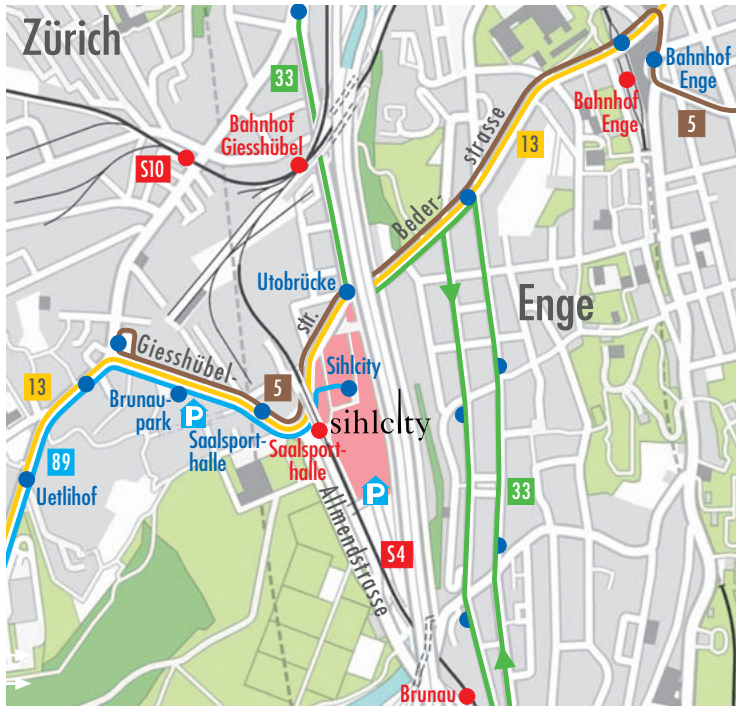 Zürich
33
Bahnhof
Giesshübel
S10
Bahnhof
Enge
Bahnhof
Enge
5
13
Beder-
strasse
Utobrücke
Enge
str.
Giesshübel-
Sihlcity
13
5
Brunau-
park
P
sihlcity
Saalsport-
halle
Saalsport-
halle
89
Uetlihof
P
33
Allmendstrasse
S4
Brunau